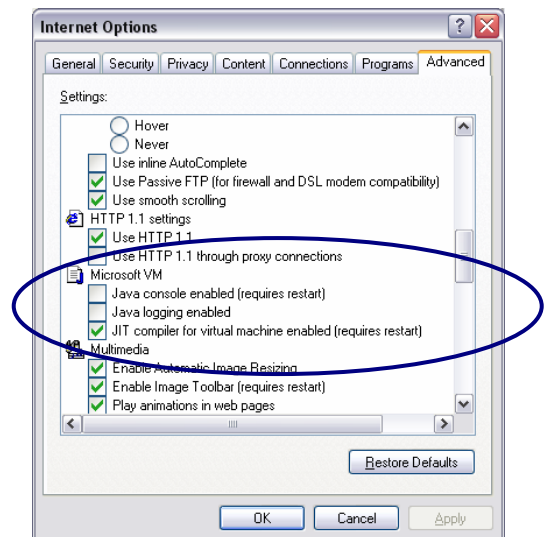 Internet Options
General Security Privacy Content Connections Programs Advanced
Settings:
Hover
Never
Use inline AutoComplete
Use Passive FTP (for firewall and DSL modem compatibility)
Use smooth scrolling
HTTP 1.1 settings
Use HTTP 1.1
Use HTTP 1.1 through proxy connections
Microsoft VM
Java console enabled (requires restart)
Java logging enabled
JIT compiler for virtual machine enabled (requires restart)
Multimedia
Enable Automatic Image Resizing
Enable Image Toolbar (requires restart)
Play animations in web pages
Restore Defaults
OK Cancel Apply